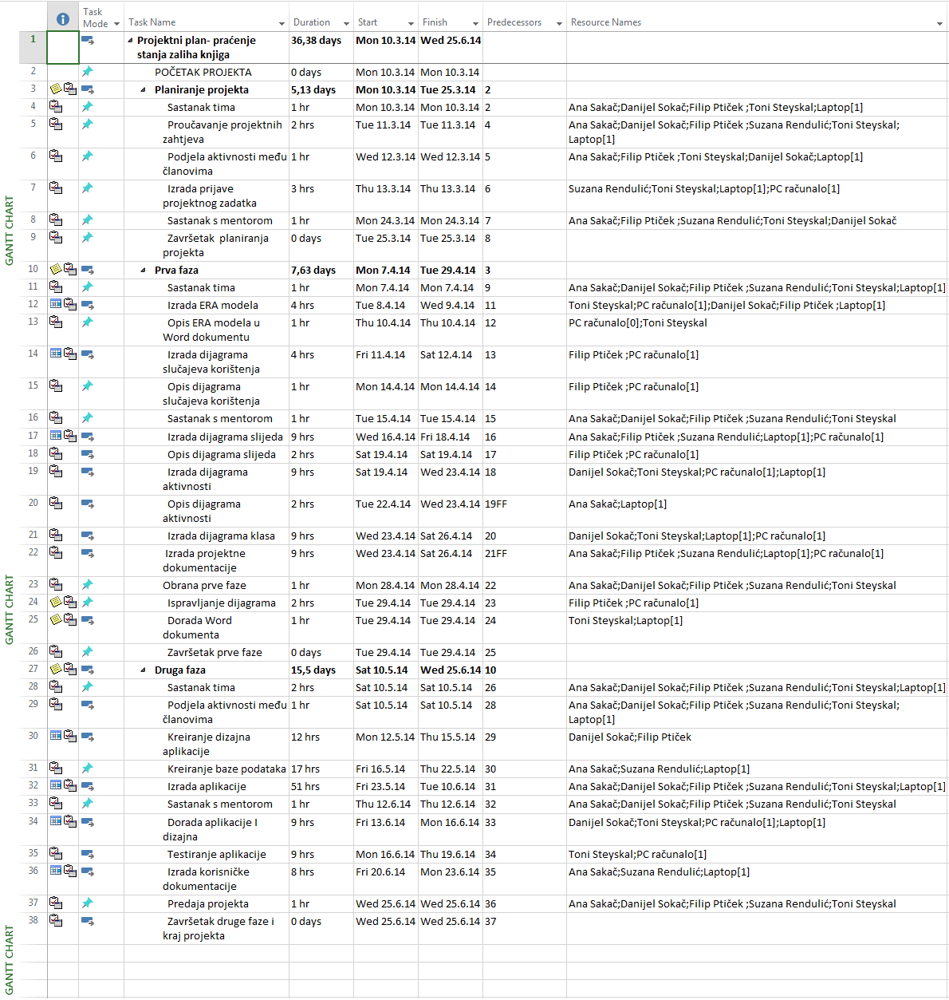 Task Mode	Task Name	Duration	Start	Finish	Predecessors	Resource Names
1	Projektni plan- praćenje stanja zaliha knjiga	36,38 days	Mon 10.3.14	Wed 25.6.14
2	POČETAK PROJEKTA	0 days	Mon 10.3.14	Mon 10.3.14
3	Planiranje projekta	5,13 days	Mon 10.3.14	Tue 25.3.14	2
4	Sastanak tima	1 hr	Mon 10.3.14	Mon 10.3.14	2	Ana Sakač;Danijel Sokač;Filip Ptiček ;Toni Steyskal;Laptop[1]
5	Proučavanje projektnih zahtjeva	2 hrs	Tue 11.3.14	Tue 11.3.14	4	Ana Sakač;Danijel Sokač;Filip Ptiček ;Suzana Rendulić;Toni Steyskal; Laptop[1]
6	Podjela aktivnosti među članovima	1 hr	Wed 12.3.14	Wed 12.3.14	5	Ana Sakač;Filip Ptiček ;Toni Steyskal;Danijel Sokač;Laptop[1]
7	Izrada prijave projektnog zadatka	3 hrs	Thu 13.3.14	Thu 13.3.14	6	Suzana Rendulić;Toni Steyskal;Laptop[1];PC računalo[1]
8	Sastanak s mentorom	1 hr	Mon 24.3.14	Mon 24.3.14	7	Ana Sakač;Filip Ptiček ;Suzana Rendulić;Toni Steyskal;Danijel Sokač
9	Završetak planiranja projekta	0 days	Tue 25.3.14	Tue 25.3.14	8
10	Prva faza	7,63 days	Mon 7.4.14	Tue 29.4.14	3
11	Sastanak tima	1 hr	Mon 7.4.14	Mon 7.4.14	9	Ana Sakač;Danijel Sokač;Filip Ptiček ;Suzana Rendulić;Toni Steyskal;Laptop[1]
12	Izrada ERA modela	4 hrs	Tue 8.4.14	Wed 9.4.14	11	Toni Steyskal;PC računalo[1];Danijel Sokač;Filip Ptiček ;Laptop[1]
13	Opis ERA modela u Word dokumentu	1 hr	Thu 10.4.14	Thu 10.4.14	12	PC računalo[0];Toni Steyskal
14	Izrada dijagrama slučajeva korištenja	4 hrs	Fri 11.4.14	Sat 12.4.14	13	Filip Ptiček ;PC računalo[1]
15	Opis dijagrama slučajeva korištenja	1 hr	Mon 14.4.14	Mon 14.4.14	14	Filip Ptiček ;PC računalo[1]
16	Sastanak s mentorom	1 hr	Tue 15.4.14	Tue 15.4.14	15	Ana Sakač;Danijel Sokač;Filip Ptiček ;Suzana Rendulić;Toni Steyskal
17	Izrada dijagrama slijeda	9 hrs	Wed 16.4.14	Fri 18.4.14	16	Ana Sakač;Filip Ptiček ;Suzana Rendulić;Laptop[1];PC računalo[1]
18	Opis dijagrama slijeda	2 hrs	Sat 19.4.14	Sat 19.4.14	17	Filip Ptiček ;PC računalo[1]
19	Izrada dijagrama aktivnosti	9 hrs	Sat 19.4.14	Wed 23.4.14	18	Danijel Sokač;Toni Steyskal;PC računalo[1];Laptop[1]
20	Opis dijagrama aktivnosti	2 hrs	Tue 22.4.14	Wed 23.4.14	19FF	Ana Sakač;Laptop[1]
21	Izrada dijagrama klasa	9 hrs	Wed 23.4.14	Sat 26.4.14	20	Danijel Sokač;Toni Steyskal;Laptop[1];PC računalo[1]
22	Izrada projektne dokumentacije	9 hrs	Wed 23.4.14	Sat 26.4.14	21FF	Ana Sakač;Filip Ptiček ;Suzana Rendulić;Laptop[1];PC računalo[1]
23	Obrana prve faze	1 hr	Mon 28.4.14	Mon 28.4.14	22	Ana Sakač;Danijel Sokač;Filip Ptiček ;Suzana Rendulić;Toni Steyskal
24	Ispravljanje dijagrama	2 hrs	Tue 29.4.14	Tue 29.4.14	23	Filip Ptiček ;PC računalo[1]
25	Dorada Word dokumenta	1 hr	Tue 29.4.14	Tue 29.4.14	24	Toni Steyskal;Laptop[1]
26	Završetak prve faze	0 days	Tue 29.4.14	Tue 29.4.14	25
27	Druga faza	15,5 days	Sat 10.5.14	Wed 25.6.14	10
28	Sastanak tima	2 hrs	Sat 10.5.14	Sat 10.5.14	26	Ana Sakač;Danijel Sokač;Filip Ptiček ;Suzana Rendulić;Toni Steyskal;Laptop[1]
29	Podjela aktivnosti među članovima	1 hr	Sat 10.5.14	Sat 10.5.14	28	Ana Sakač;Danijel Sokač;Filip Ptiček ;Suzana Rendulić;Toni Steyskal; Laptop[1]
30	Kreiranje dizajna aplikacije	12 hrs	Mon 12.5.14	Thu 15.5.14	29	Danijel Sokač;Filip Ptiček
31	Kreiranje baze podataka	17 hrs	Fri 16.5.14	Thu 22.5.14	30	Ana Sakač;Suzana Rendulić;Laptop[1]
32	Izrada aplikacije	51 hrs	Fri 23.5.14	Tue 10.6.14	31	Ana Sakač;Danijel Sokač;Filip Ptiček ;Suzana Rendulić;Toni Steyskal;Laptop[1]
33	Sastanak s mentorom	1 hr	Thu 12.6.14	Thu 12.6.14	32	Ana Sakač;Danijel Sokač;Filip Ptiček ;Suzana Rendulić;Toni Steyskal
34	Dorada aplikacije I dizajna	9 hrs	Fri 13.6.14	Mon 16.6.14	33	Danijel Sokač;Toni Steyskal;PC računalo[1];Laptop[1]
35	Testiranje aplikacije	9 hrs	Mon 16.6.14	Thu 19.6.14	34	Toni Steyskal;PC računalo[1]
36	Izrada korisničke dokumentacije	8 hrs	Fri 20.6.14	Mon 23.6.14	35	Ana Sakač;Suzana Rendulić;Laptop[1]
37	Predaja projekta	1 hr	Wed 25.6.14	Wed 25.6.14	36	Ana Sakač;Danijel Sokač;Filip Ptiček ;Suzana Rendulić;Toni Steyskal
38	Završetak druge faze i kraj projekta	0 days	Wed 25.6.14	Wed 25.6.14	37
GANTT CHART
GANTT CHART
GANTT CHART